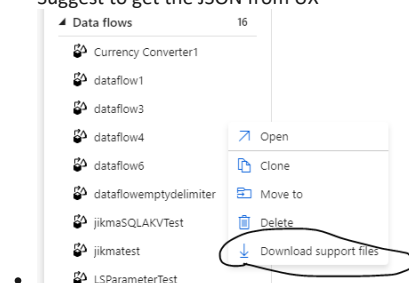 Suggest to get the JSON from UX
Data flows 16
Currency Converter1
dataflow1
dataflow3
dataflow4
dataflow6
dataflowemptydelimiter
jikmaSQLAKVTest
jikmatest
LSParameterTest
Open
Clone
Move to
Delete
Download support files